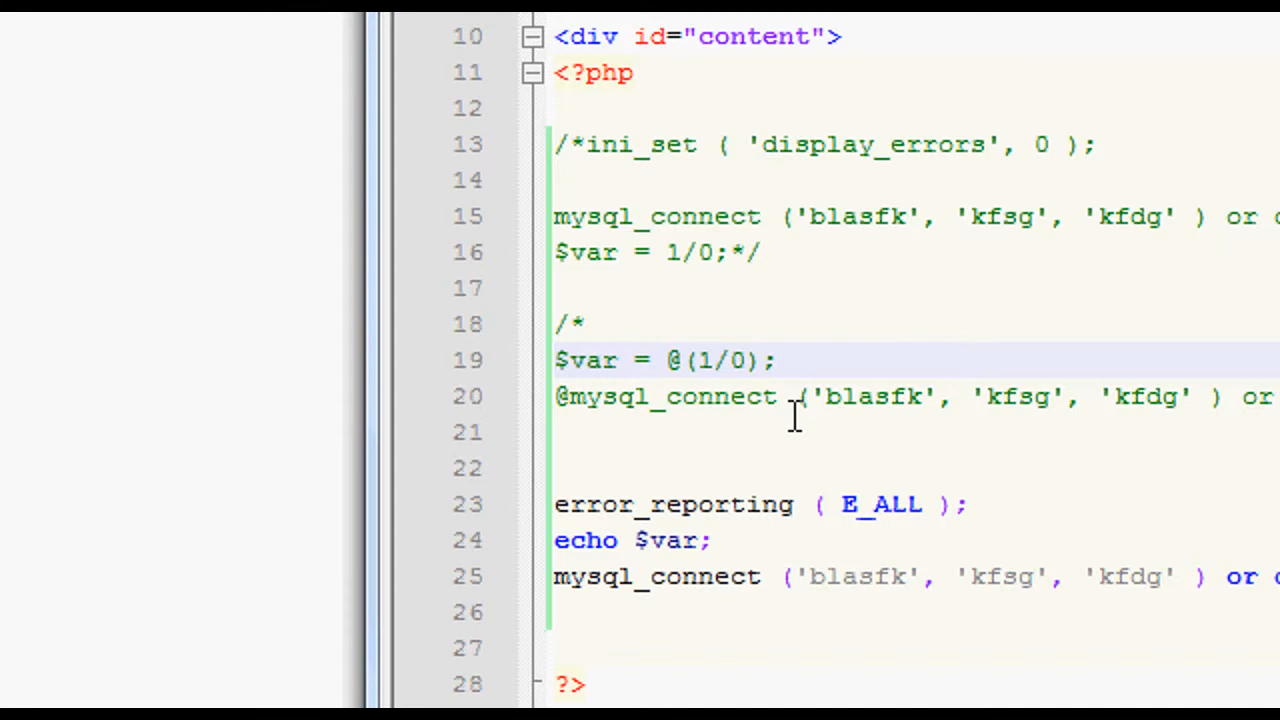 10 <div id="content">
11 <?php
12
13 /*ini_set ( 'display_errors', 0 );
14
15 mysql_connect ('blasfk', 'kfsg', 'kfdg' ) or
16 $var = 1/0;*/
17
18 /*
19 $var = @(1/0);
20 @mysql_connect ('blasfk', 'kfsg', 'kfdg' ) or
21
22
23 error_reporting ( E_ALL );
24 echo $var;
25 mysql_connect ('blasfk', 'kfsg', 'kfdg' ) or
26
27
28 ?>